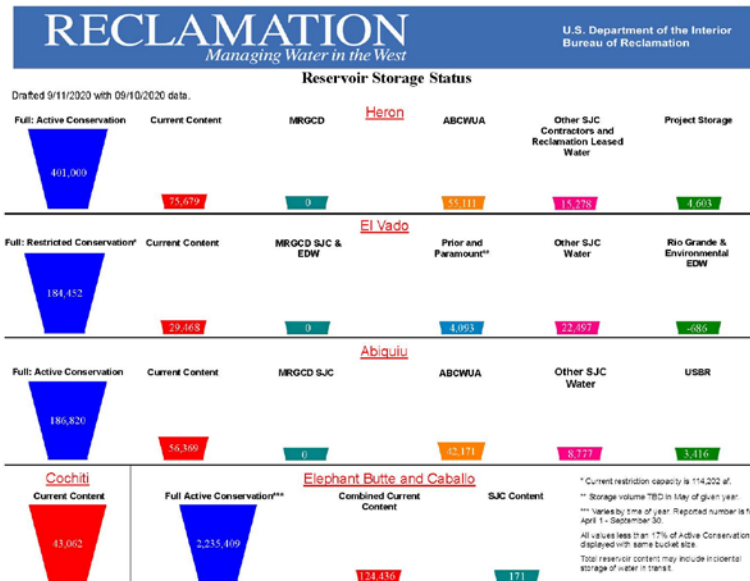 RECLAMATION
Managing Water in the West
U.S. Department of the Interior
Bureau of Reclamation
Reservoir Storage Status
Drafted 9/11/2020 with 09/10/2020 data.
Heron
Full: Active Conservation
Current Content
MRGCD
ABCWUA
Other SJC
Contractors and
Reclamation Leased
Water
Project Storage
401,000
75,679
0
55,111
15,278
4,603
El Vado
Full: Restricted Conservation*
Current Content
MRGCD SJC &
EDW
Prior and
Paramount**
Other SJC
Water
Rio Grande &
Environmental
EDW
184,452
29,468
0
4,093
22,497
-686
Abiquiu
Full: Active Conservation
Current Content
MRGCD SJC
ABCWUA
Other SJC
Water
USBR
186,820
56,369
0
42,171
8,777
3,416
Cochiti
Current Content
43,062
Elephant Butte and Caballo
Full Active Conservation***
Combined Current
Content
SJC Content
2,235,409
124,436
171
* Current restriction capacity is 114,202 af.
** Storage volume TBD in May of given year.
*** Varies by time of year. Reported number is
April 1 - September 30.
All values less than 17% of Active Conservation
displayed with same bucket size.
Total reservoir content may include incidental
storage of water in transit.